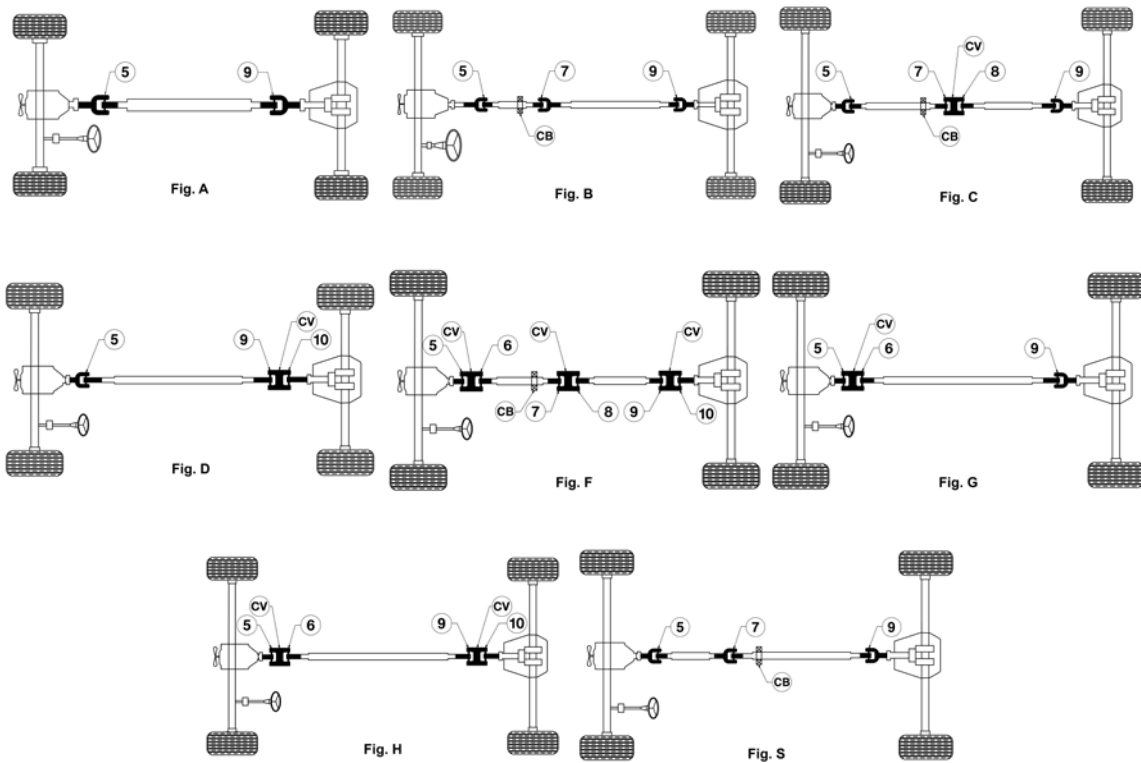 5 9
Fig. A
5 7 9
CB
Fig. B
CV
5 7 8 9
CB
Fig. C
CV
5 9 10
Fig. D
CV CV CV
5 6
CB 7 8 9 10
Fig. F
CV
5 6 9
Fig. G
CV CV
5 6 9 10
Fig. H
5 7 9
CB
Fig. S